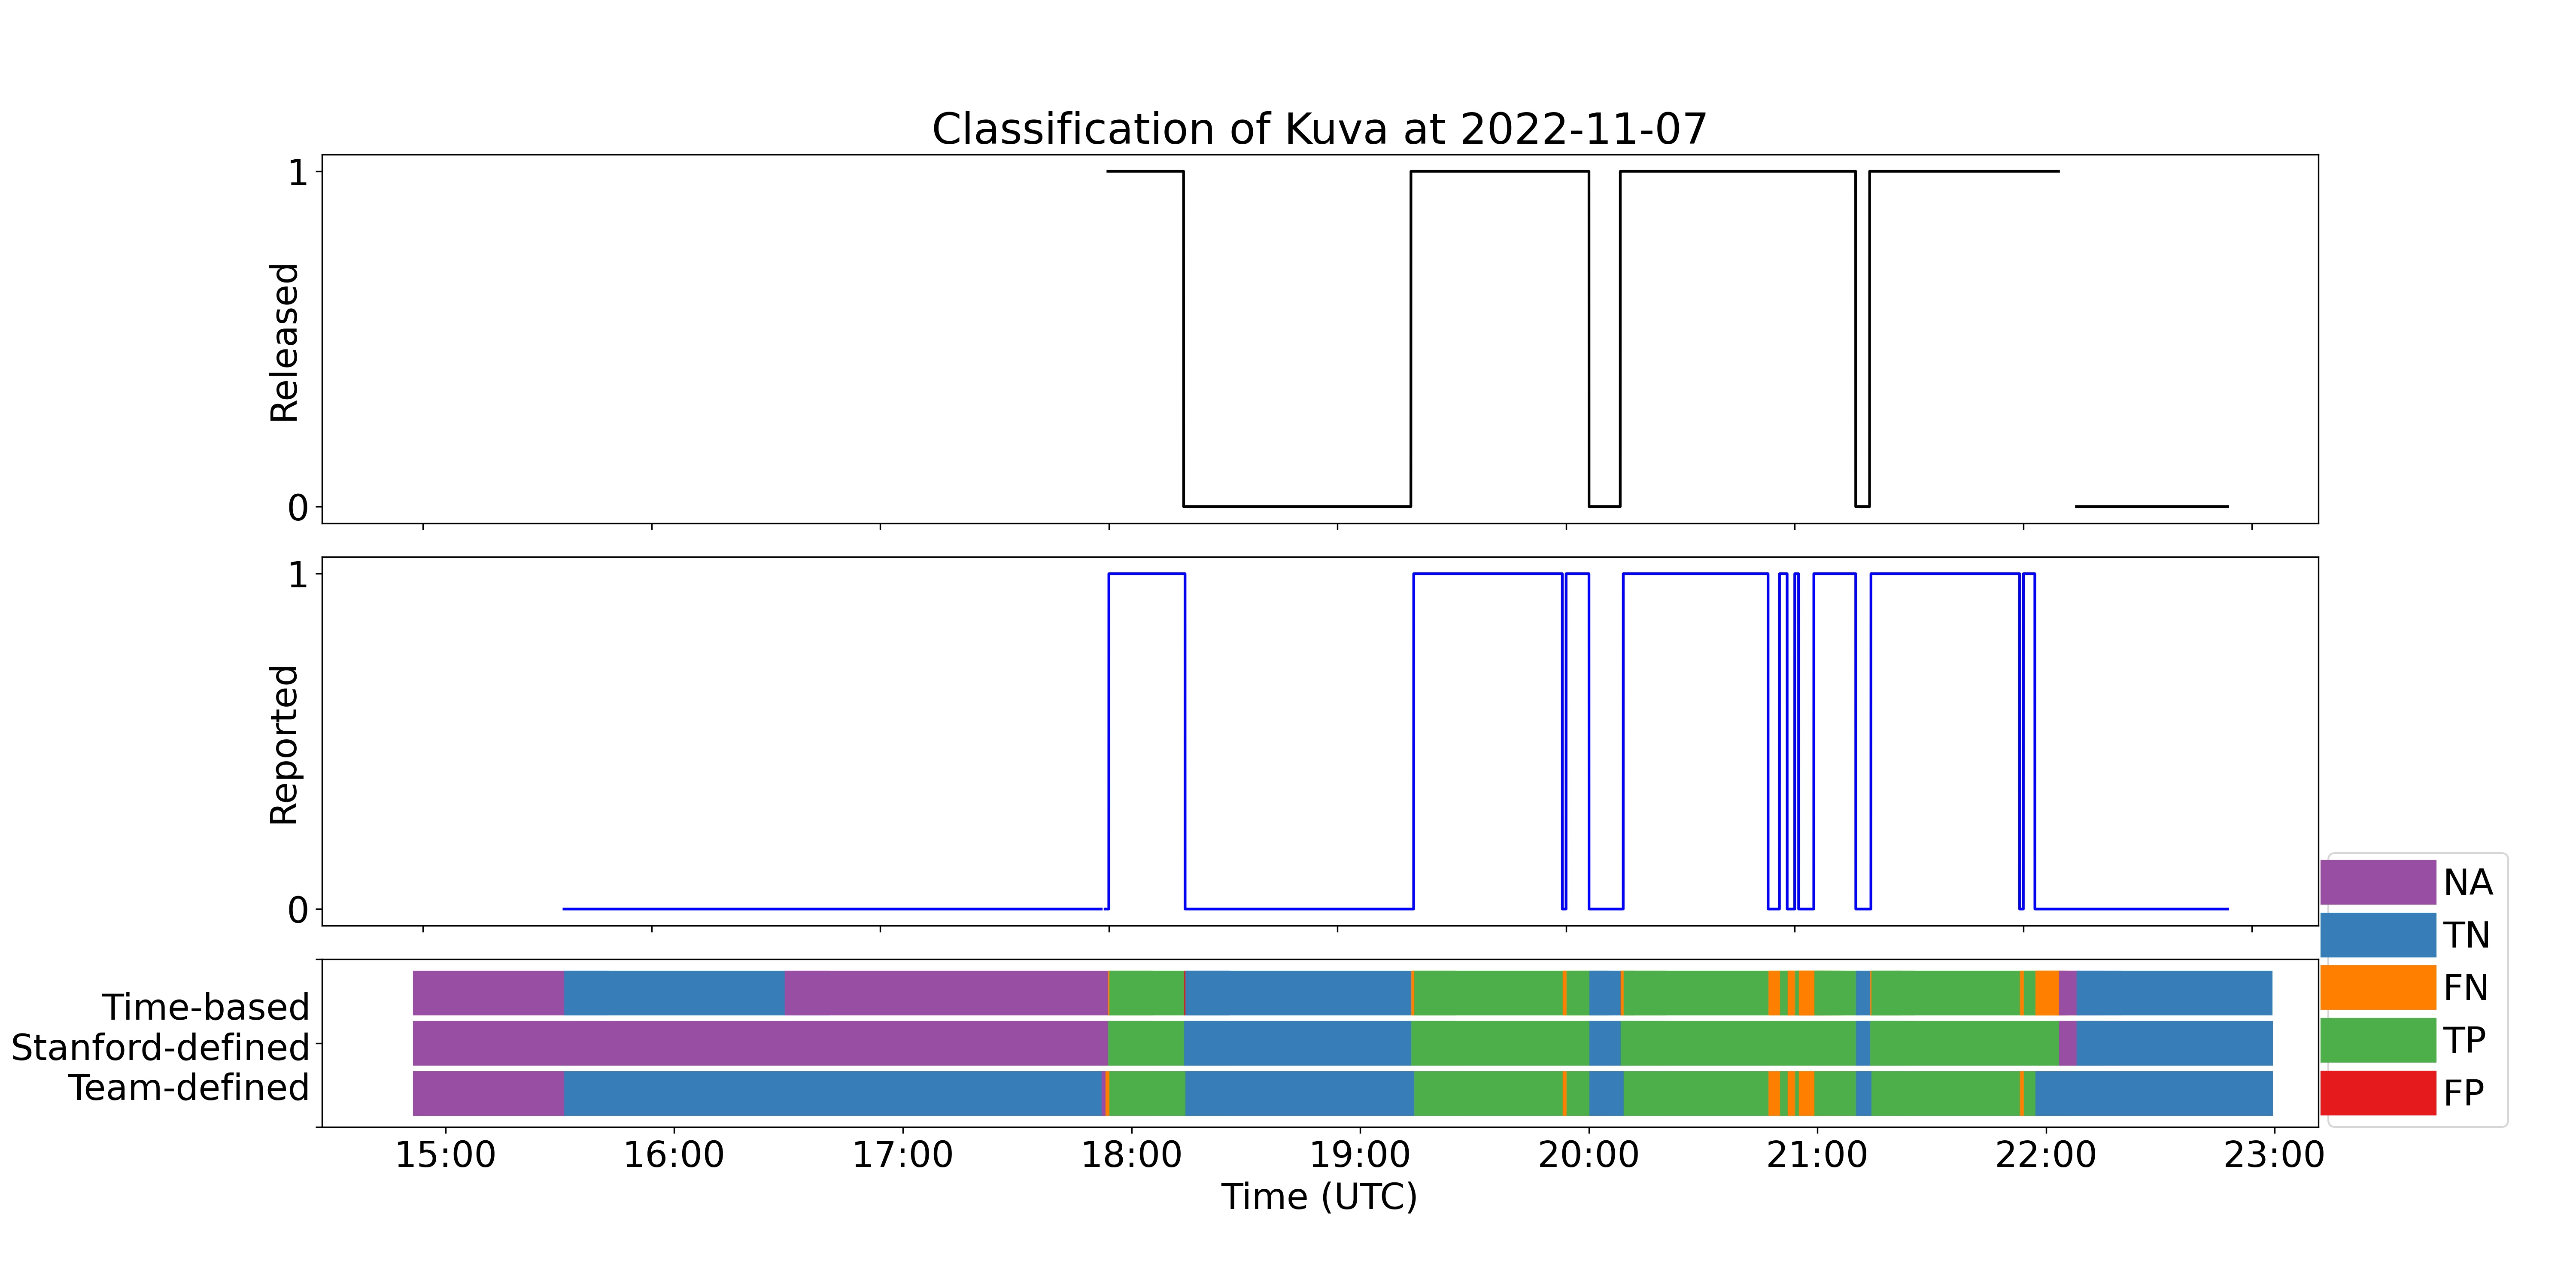 Classification of Kuva at 2022-11-07
1
Released
0
1
Reported
0
NA
TN
FN
TP
FP
Time-based
Stanford-defined
Team-defined
15:00 16:00 17:00 18:00 19:00 20:00 21:00 22:00 23:00
Time (UTC)